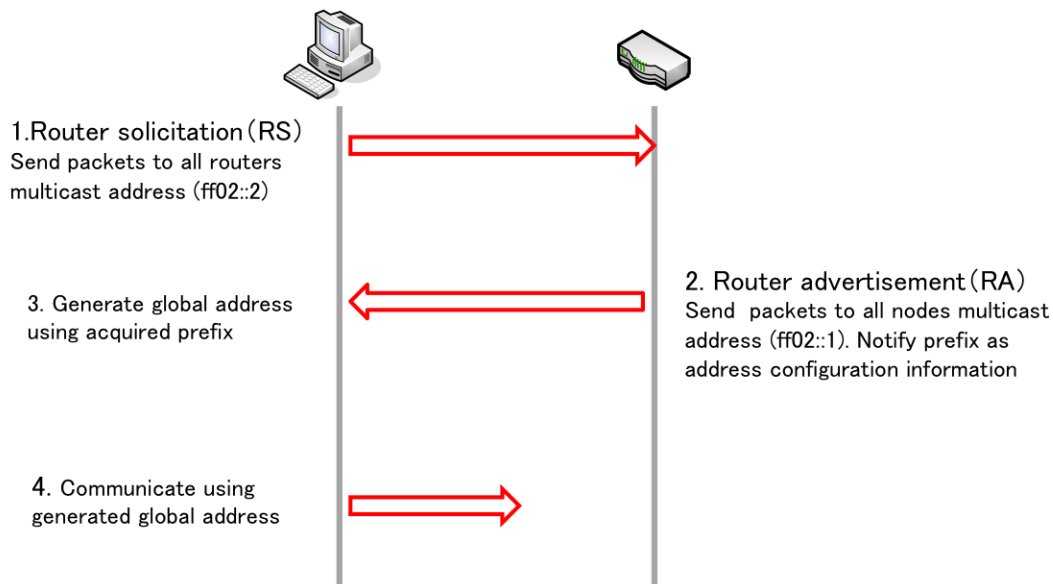 1.Router solicitation(RS)
Send packets to all routers
multicast address (ff02::2)
2. Router advertisement(RA)
Send packets to all nodes multicast
address (ff02::1). Notify prefix as
address configuration information
3. Generate global address
using acquired prefix
4. Communicate using
generated global address